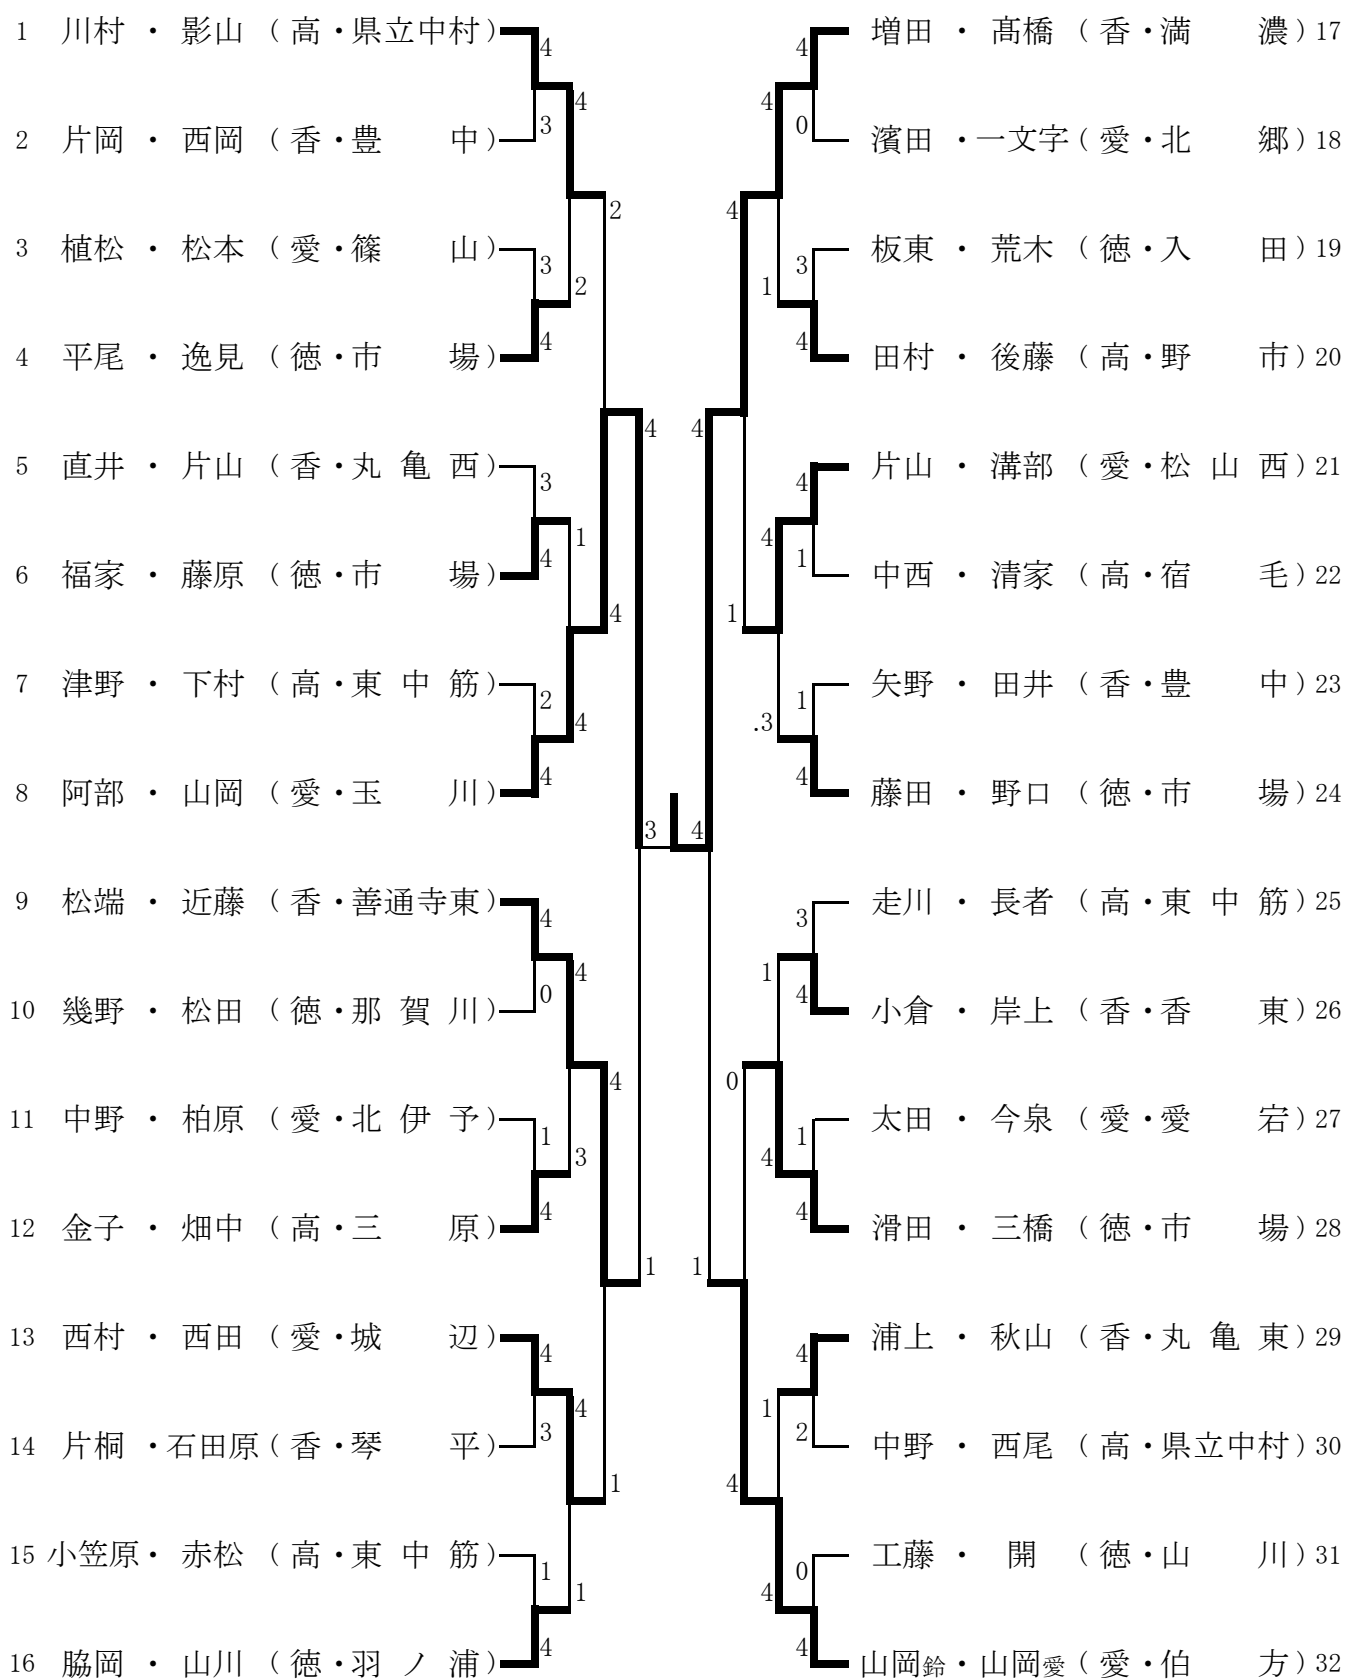 1 川村 ・ 影山 （ 高・県立中村）
4
3
4
2 片岡 ・ 西岡 （ 香・豊 中）
2
3 植松 ・ 松本 （ 愛・篠 山）
3
4
2
4 平尾 ・ 逸見 （ 徳・市 場）
4
5 直井 ・ 片山 （ 香・丸 亀 西）
3
4
1
6 福家 ・ 藤原 （ 徳・市 場）
4
7 津野 ・ 下村 （ 高・東 中 筋）
2
4
4
8 阿部 ・ 山岡 （ 愛・玉 川）
3 4
9 松端 ・ 近藤 （ 香・善通寺東）
4
0
4
10 幾野 ・ 松田 （ 徳・那 賀 川）
4
11 中野 ・ 柏原 （ 愛・北 伊 予）
1
4
3
12 金子 ・ 畑中 （ 高・三 原）
1
13 西村 ・ 西田 （ 愛・城 辺）
4
3
4
14 片桐 ・石田原（ 香・琴 平）
1
15 小笠原・ 赤松 （ 高・東 中 筋）
1
4
1
16 脇岡 ・ 山川 （ 徳・羽 ノ 浦）
増田 ・ 髙橋 （ 香・満 濃）17
4
0
4
濱田 ・一文字（ 愛・北 郷）18
4
板東 ・ 荒木 （ 徳・入 田）19
3
4
1
田村 ・ 後藤 （ 高・野 市）20
4
片山 ・ 溝部 （ 愛・松 山 西）21
4
1
4
中西 ・ 清家 （ 高・宿 毛）22
1
矢野 ・ 田井 （ 香・豊 中）23
1
4
.3
藤田 ・ 野口 （ 徳・市 場）24
走川 ・ 長者 （ 高・東 中 筋）25
3
4
1
小倉 ・ 岸上 （ 香・香 東）26
0
太田 ・ 今泉 （ 愛・愛 宕）27
1
4
4
滑田 ・ 三橋 （ 徳・市 場）28
1
浦上 ・ 秋山 （ 香・丸 亀 東）29
4
2
1
中野 ・ 西尾 （ 高・県立中村）30
4
工藤 ・ 開 （ 徳・山 川）31
0
4
4
山岡鈴・山岡愛（ 愛・伯 方）32